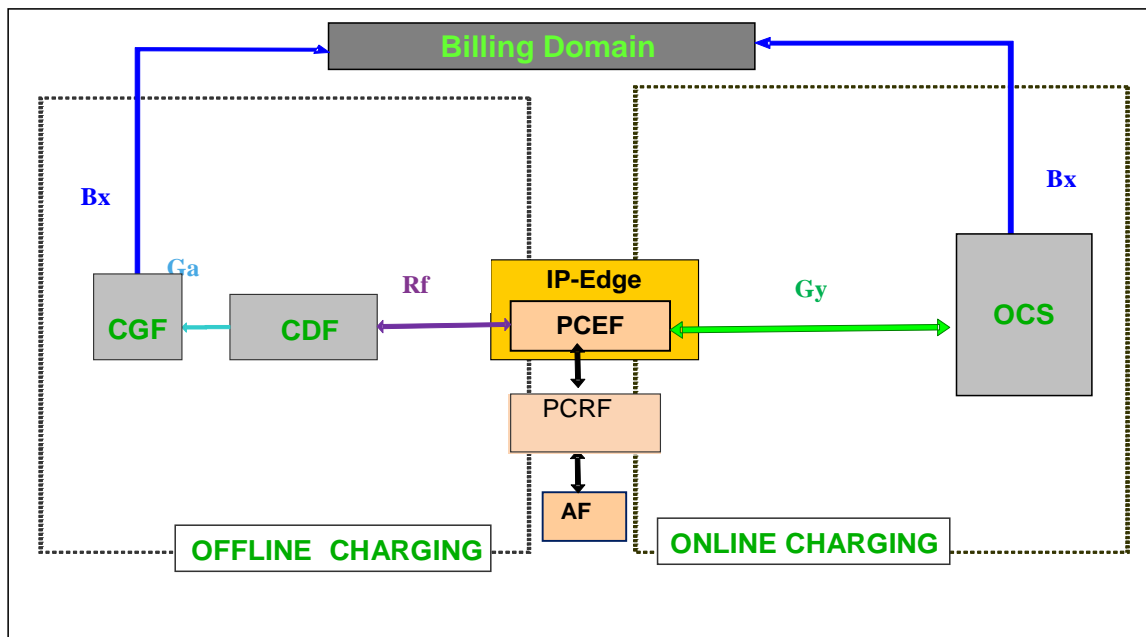 Billing Domain
Bx
Bx
Ga
Rf
IP-Edge
Gy
CGF
CDF
PCEF
OCS
PCRF
AF
OFFLINE CHARGING
ONLINE CHARGING